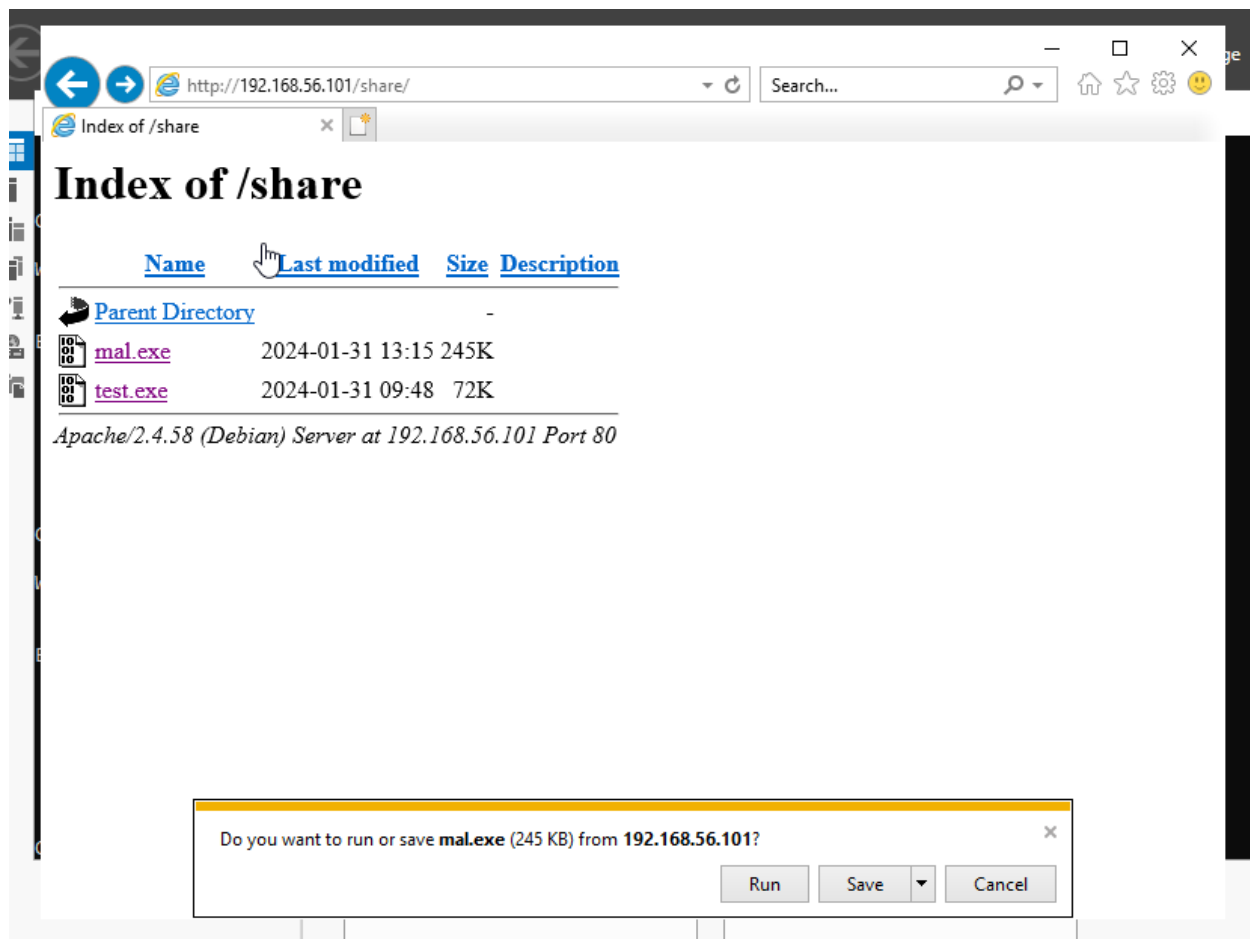 ge
http://192.168.56.101/share/
Search...
Index of /share
Index of /share
Name Last modified Size Description
Parent Directory -
mal.exe 2024-01-31 13:15 245K
test.exe 2024-01-31 09:48 72K
Apache/2.4.58 (Debian) Server at 192.168.56.101 Port 80
Do you want to run or save mal.exe (245 KB) from 192.168.56.101?
Run Save Cancel